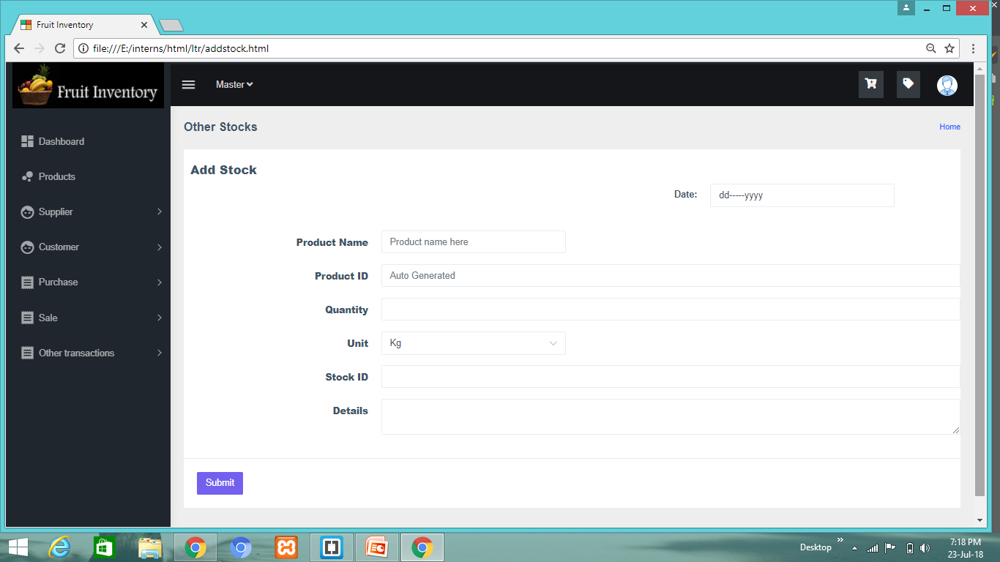 Fruit Inventory
file:///E:/interns/html/ltr/addstock.html
Fruit Inventory
Master
Other Stocks
Home
Dashboard
Products
Supplier
Customer
Purchase
Sale
Other transactions
Add Stock
Date: dd-----yyyy
Product Name Product name here
Product ID Auto Generated
Quantity
Unit Kg
Stock ID
Details
Submit
Desktop
7:18 PM
23-Jul-18